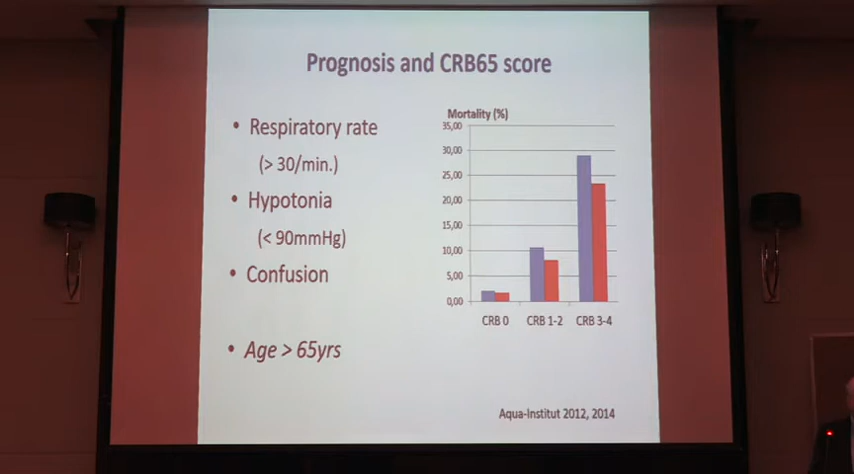 Prognosis and CRB65 score
• Respiratory rate
(> 30/min.)
• Hypotonia
(< 90mmHg)
• Confusion
• Age > 65yrs
Mortality (%)
35,00
30,00
25,00
20,00
15,00
10,00
5,00
0,00
CRB 0 CRB 1-2 CRB 3-4
Aqua-Institut 2012, 2014